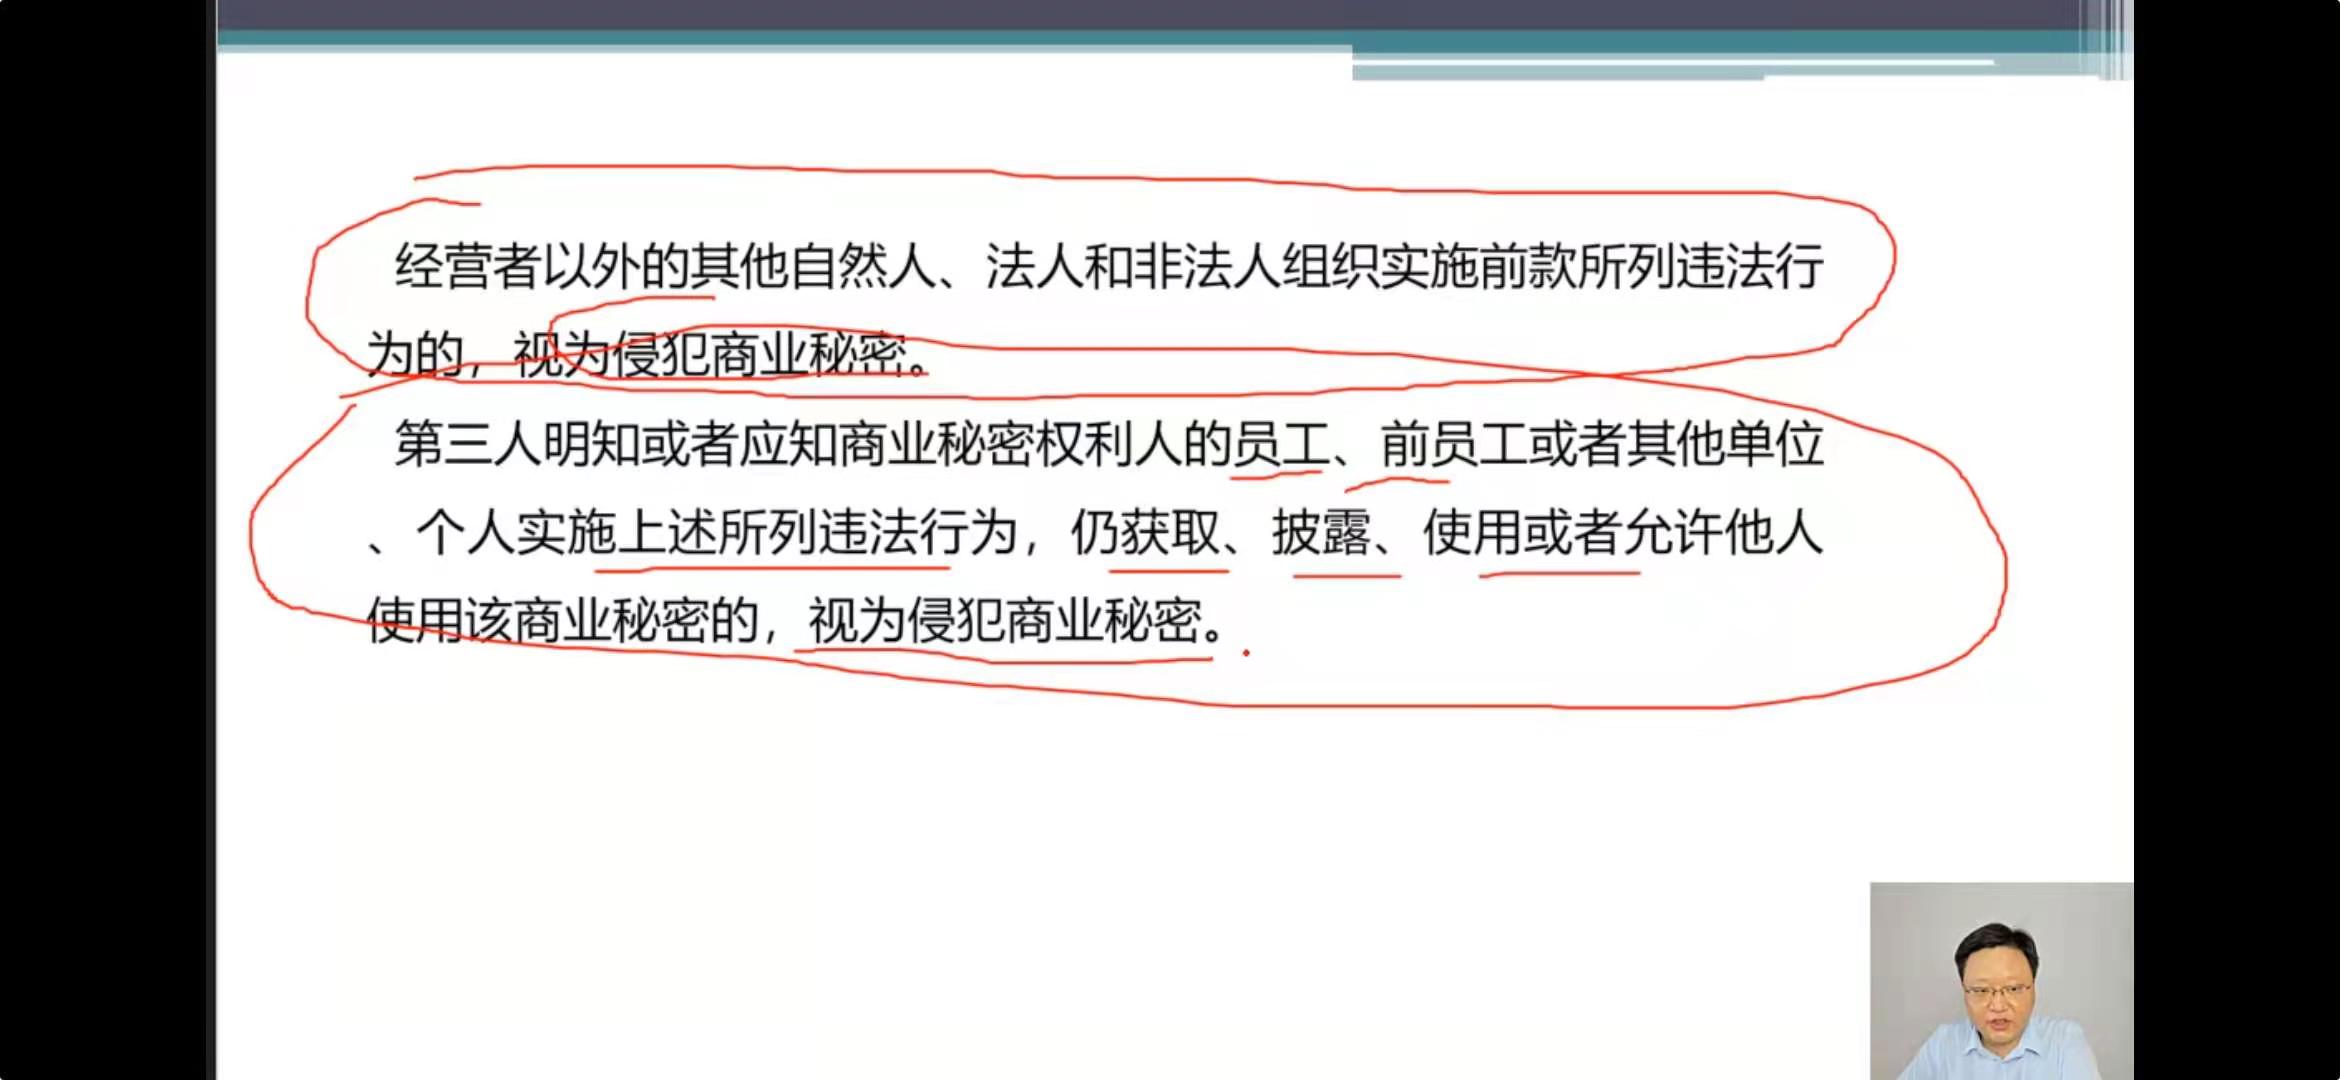 经营者以外的其他自然人、法人和非法人组织实施前款所列违法行
为的，视为侵犯商业秘密。
第三人明知或者应知商业秘密权利人的员工、前员工或者其他单位
、个人实施上述所列违法行为，仍获取、披露、使用或者允许他人
使用该商业秘密的，视为侵犯商业秘密。